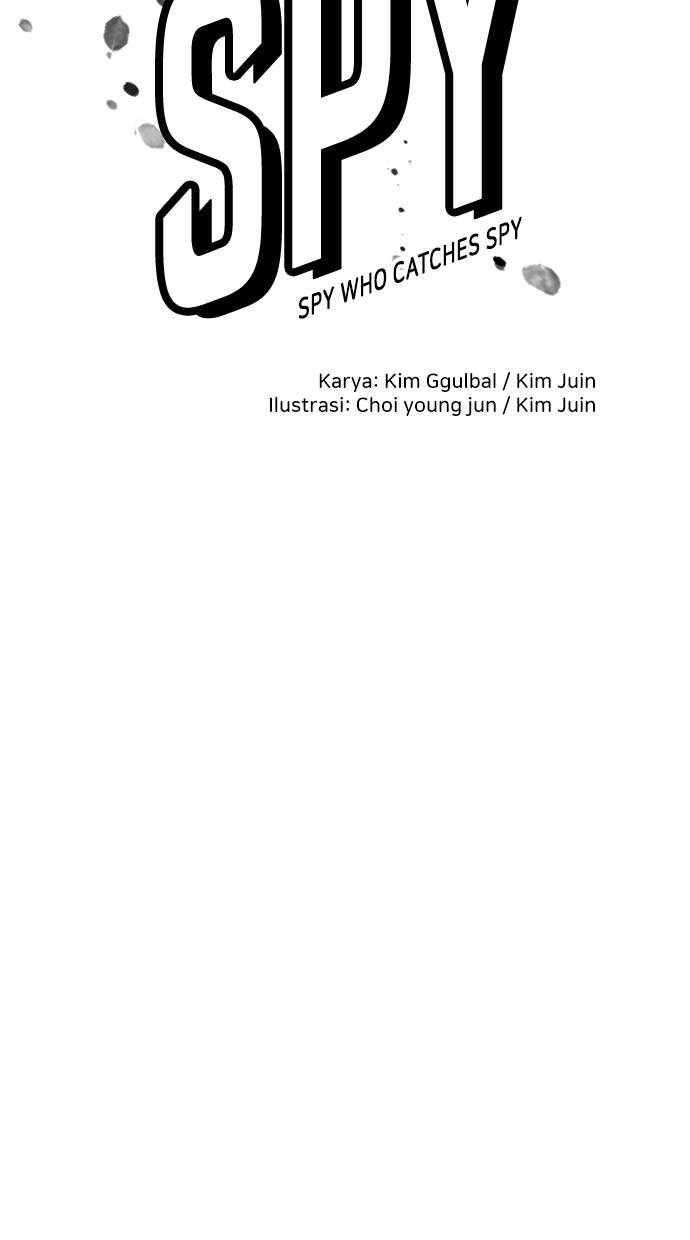 SPY
SPY WHO CATCHES SPY
Karya: Kim Ggulbal / Kim Juin
Ilustrasi: Choi young jun / Kim Juin